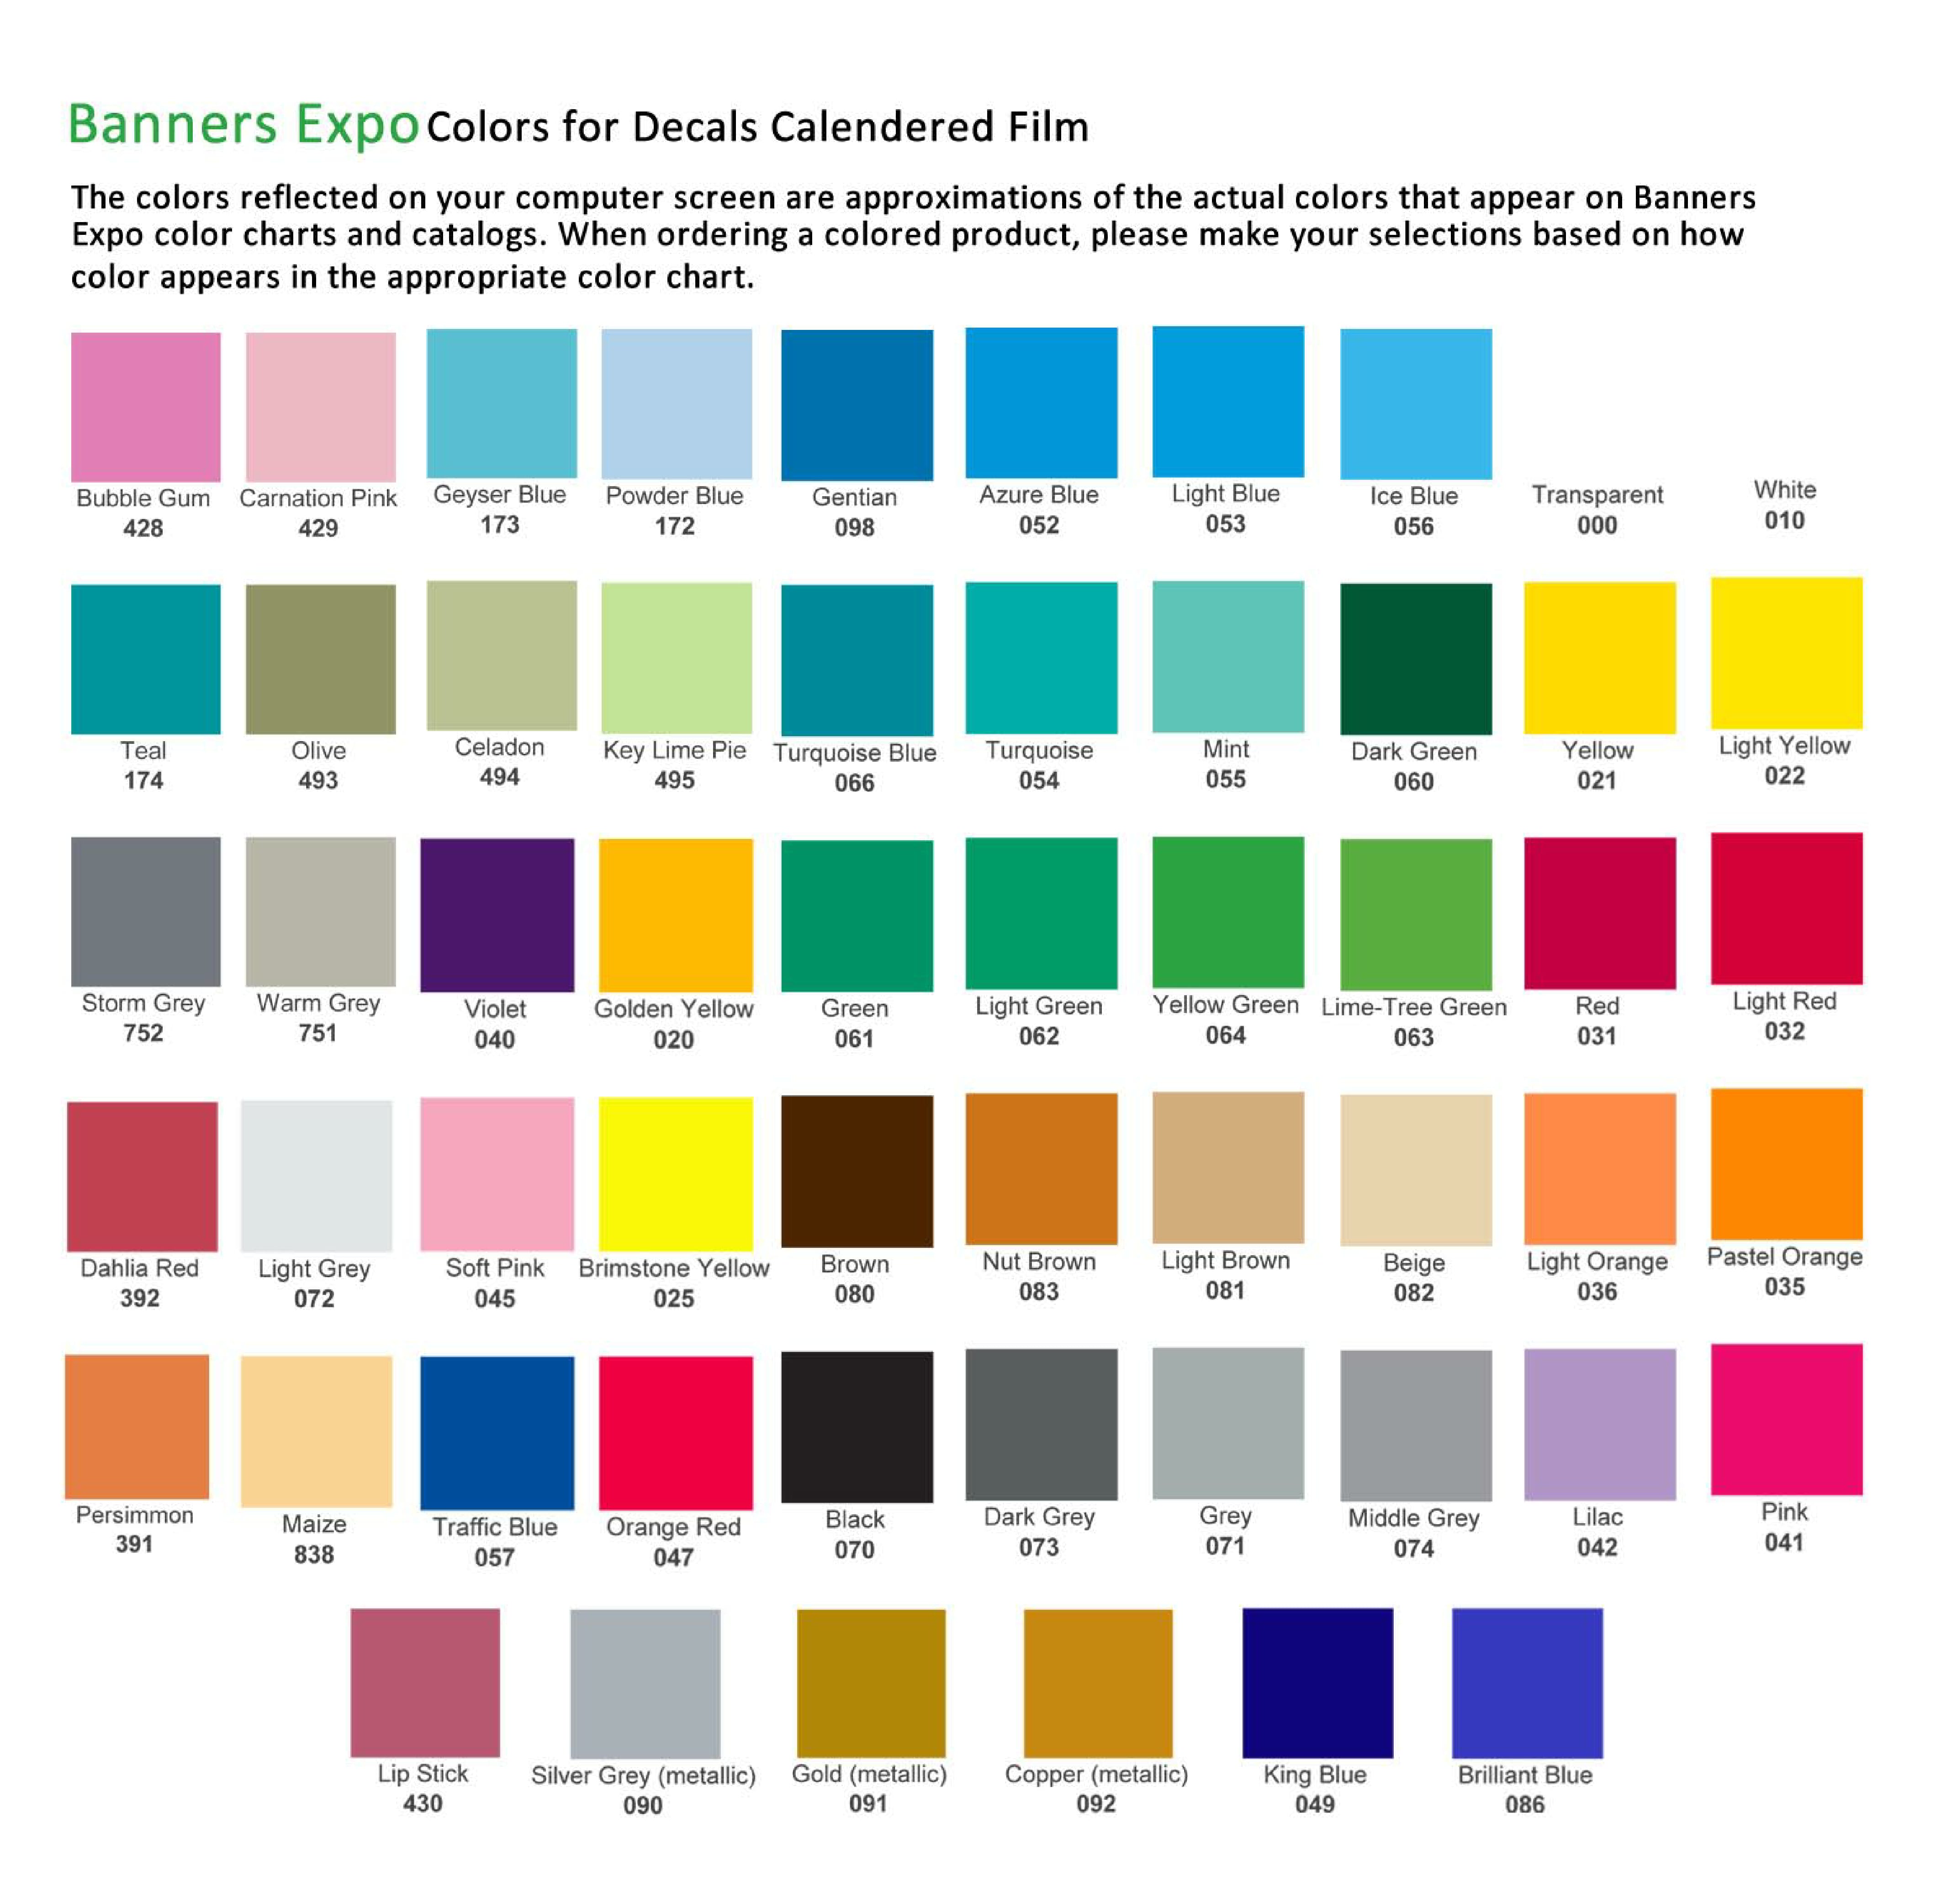 Banners Expo Colors for Decals Calendered Film
The colors reflected on your computer screen are approximations of the actual colors that appear on Banners
Expo color charts and catalogs. When ordering a colored product, please make your selections based on how
color appears in the appropriate color chart.
Bubble Gum Carnation Pink Geyser Blue Powder Blue Gentian Azure Blue Light Blue Ice Blue Transparent White
428 429 173 172 098 052 053 056 000 010
Teal Olive Celadon Key Lime Pie Turquoise Blue Turquoise Mint Dark Green Yellow Light Yellow
174 493 494 495 066 054 055 060 021 022
Storm Grey Warm Grey Violet Golden Yellow Green Light Green Yellow Green Lime-Tree Green Red Light Red
752 751 040 020 061 062 064 063 031 032
Dahlia Red Light Grey Soft Pink Brimstone Yellow Brown Nut Brown Light Brown Beige Light Orange Pastel Orange
392 072 045 025 080 083 081 082 036 035
Persimmon Maize Traffic Blue Orange Red Black Dark Grey Grey Middle Grey Lilac Pink
391 838 057 047 070 073 071 074 042 041
Lip Stick Silver Grey (metallic) Gold (metallic) Copper (metallic) King Blue Brilliant Blue
430 090 091 092 049 086